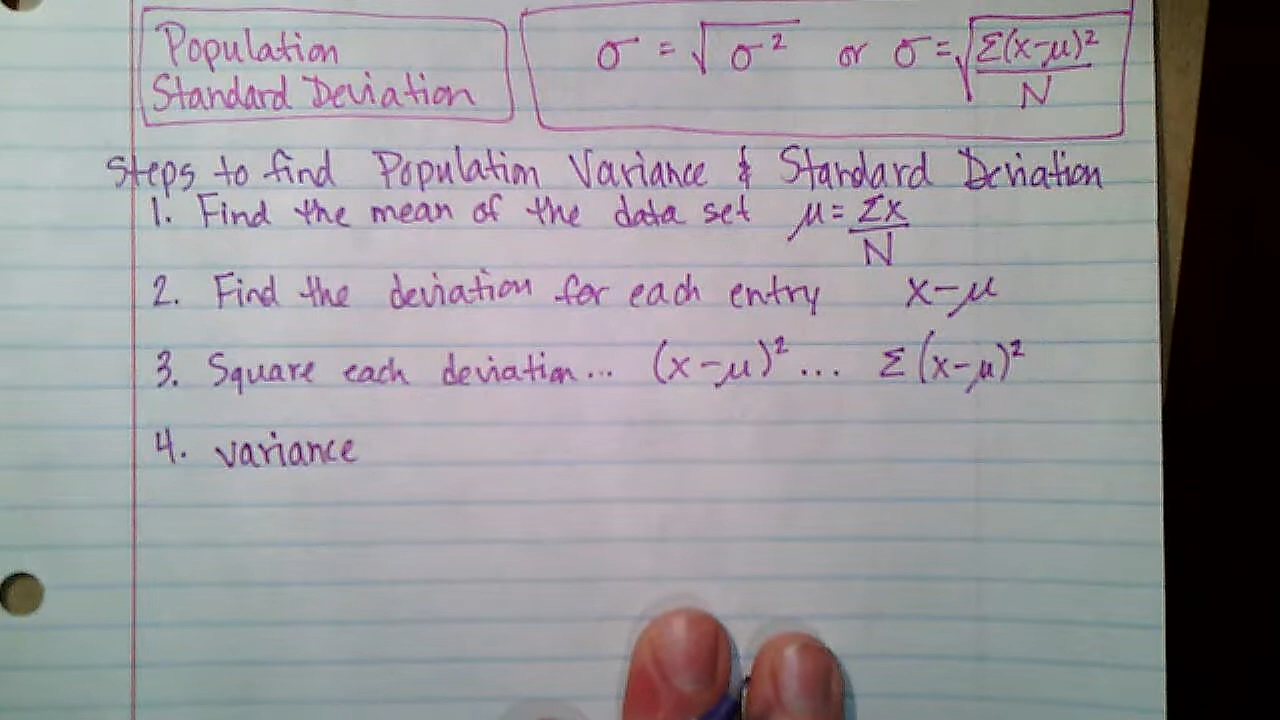 Population
Standard Deviation
σ = √σ² or σ = √(Σ(x-μ)²/N)
Steps to find Population Variance & Standard Deviation
1. Find the mean of the data set μ = Σx/N
2. Find the deviation for each entry x-μ
3. Square each deviation... (x-μ)² ... Σ(x-μ)²
4. variance